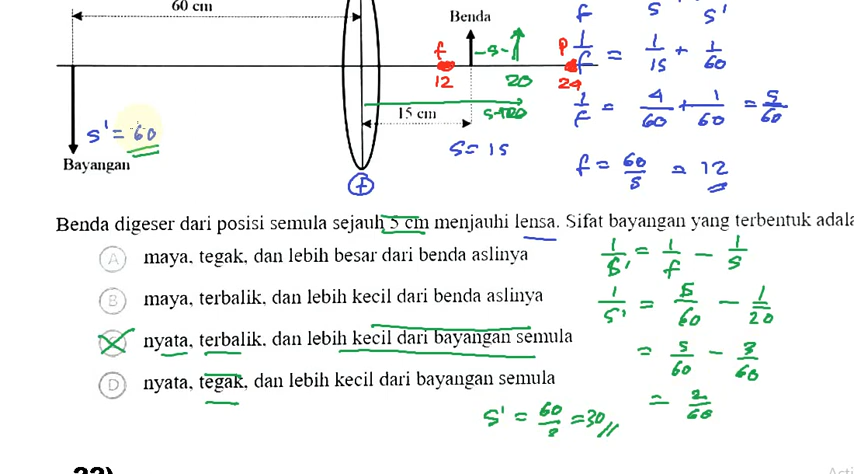 60 cm
Benda
f s s'
f -s- P 1/f = 1/15 + 1/60
12 20 24
15 cm s=20
1/f = 4/60 + 1/60 = 5/60
s' = 60
s = 15
Bayangan
f = 60/5 = 12
f
Benda digeser dari posisi semula sejauh 5 cm menjauhi lensa. Sifat bayangan yang terbentuk adala
A maya, tegak, dan lebih besar dari benda aslinya
1/s' = 1/f - 1/s
B maya, terbalik, dan lebih kecil dari benda aslinya
1/s' = 5/60 - 1/20
nyata, terbalik, dan lebih kecil dari bayangan semula
= 5/60 - 3/60
D nyata, tegak, dan lebih kecil dari bayangan semula
= 2/60
s' = 60/2 = 30 //